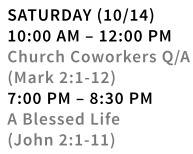 SATURDAY (10/14)
10:00 AM – 12:00 PM
Church Coworkers Q/A
(Mark 2:1-12)
7:00 PM – 8:30 PM
A Blessed Life
(John 2:1-11)